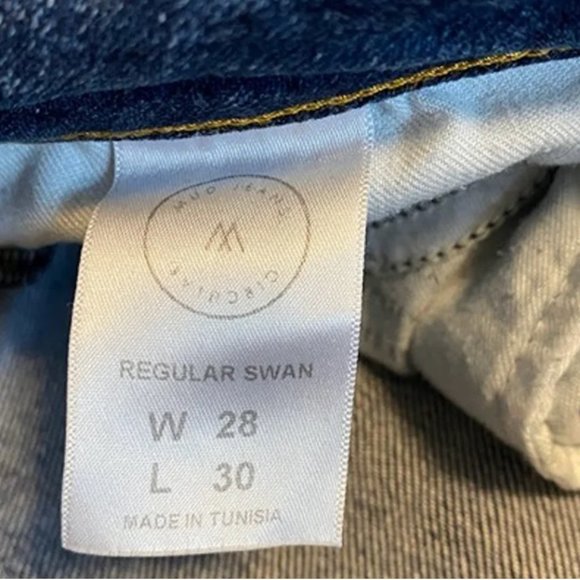 MUD JEANS
CIRCULAR
REGULAR SWAN
W 28
L 30
MADE IN TUNISIA